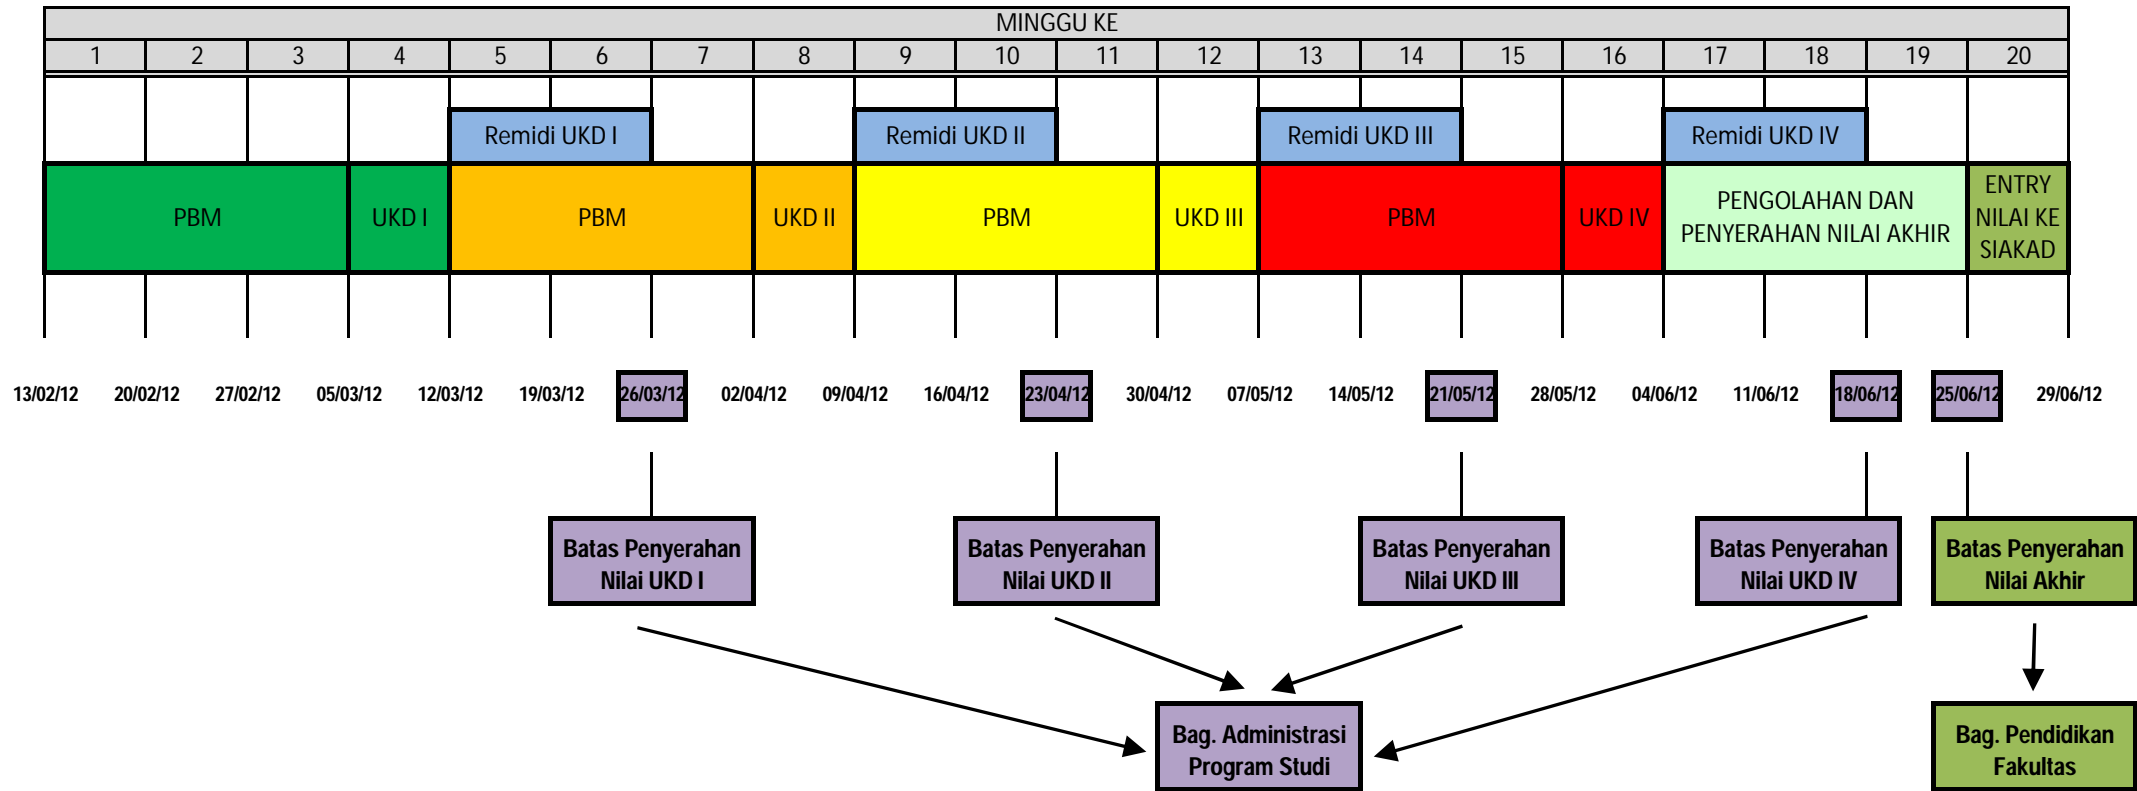 MINGGU KE
1 2 3 4 5 6 7 8 9 10 11 12 13 14 15 16 17 18 19 20
Remidi UKD I Remidi UKD II Remidi UKD III Remidi UKD IV
PBM UKD I PBM UKD II PBM UKD III PBM UKD IV
PENGOLAHAN DAN
PENYERAHAN NILAI AKHIR
ENTRY
NILAI KE
SIAKAD
13/02/12 20/02/12 27/02/12 05/03/12 12/03/12 19/03/12 26/03/12 02/04/12 09/04/12 16/04/12 23/04/12 30/04/12 07/05/12 14/05/12 21/05/12 28/05/12 04/06/12 11/06/12 18/06/12 25/06/12 29/06/12
Batas Penyerahan
Nilai UKD I
Batas Penyerahan
Nilai UKD II
Batas Penyerahan
Nilai UKD III
Batas Penyerahan
Nilai UKD IV
Batas Penyerahan
Nilai Akhir
Bag. Administrasi
Program Studi
Bag. Pendidikan
Fakultas